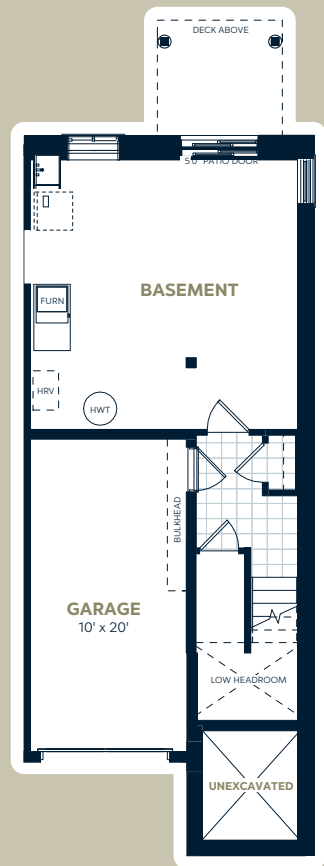 DECK ABOVE
5'0" PATIO DOOR
BASEMENT
FURN
HRV
HWT
BULKHEAD
GARAGE
10' x 20'
LOW HEADROOM
UNEXCAVATED